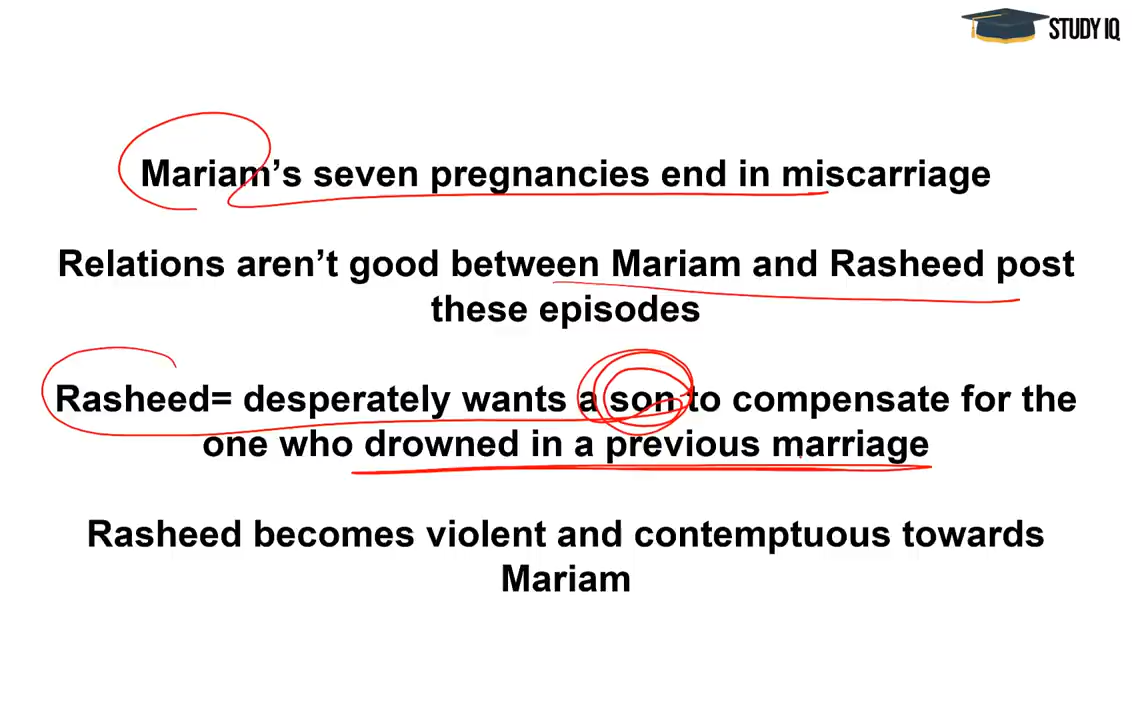 STUDY IQ
Mariam’s seven pregnancies end in miscarriage
Relations aren’t good between Mariam and Rasheed post
these episodes
Rasheed= desperately wants a son to compensate for the
one who drowned in a previous marriage
Rasheed becomes violent and contemptuous towards
Mariam